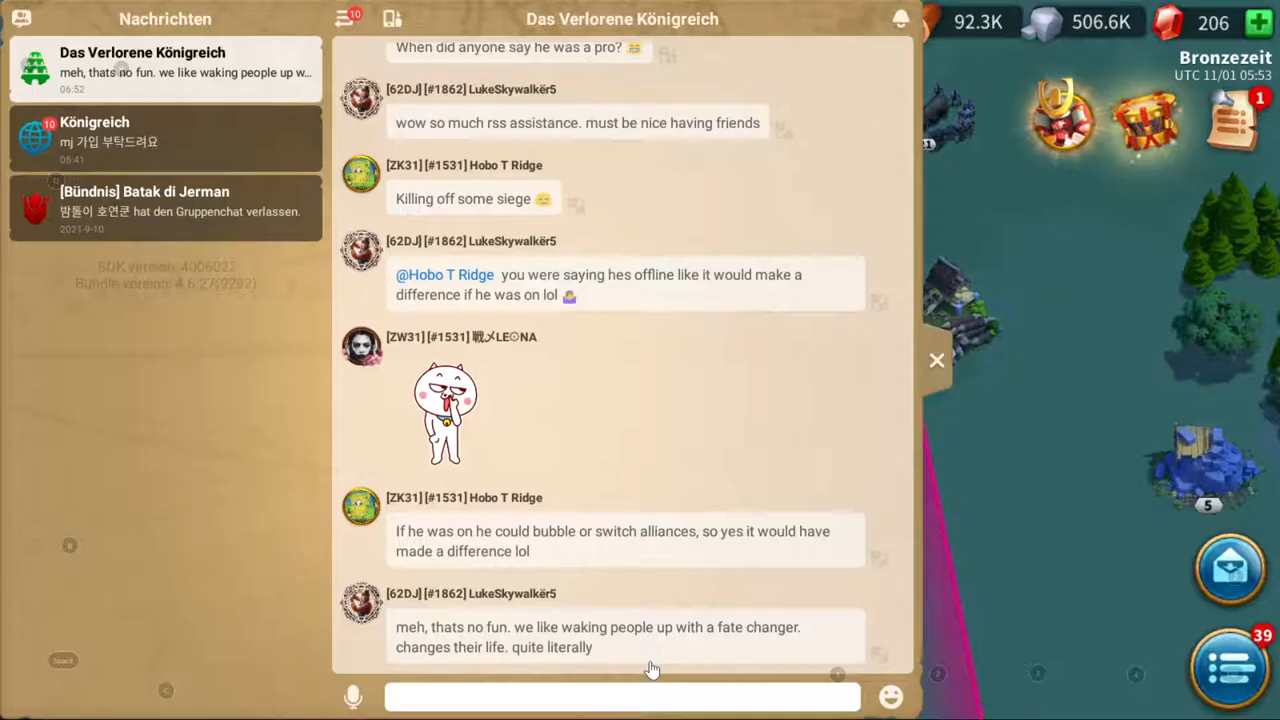 Nachrichten
Das Verlorene Königreich
meh, thats no fun. we like waking people up w...
06:52
10
Königreich
mj 가입 부탁드려요
06:41
[Bündnis] Batak di Jerman
밤톨이 호연쿤 hat den Gruppenchat verlassen.
2021-9-10
SDK version: 4006022
Bundle version: 4.6.27(9292)
Space
C
10
Das Verlorene Königreich
When did anyone say he was a pro?
[62DJ] [#1862] LukeSkywalkër5
wow so much rss assistance. must be nice having friends
[ZK31] [#1531] Hobo T Ridge
Killing off some siege
[62DJ] [#1862] LukeSkywalkër5
@Hobo T Ridge you were saying hes offline like it would make a
difference if he was on lol
[ZW31] [#1531] 戦乄LE⊙NA
[ZK31] [#1531] Hobo T Ridge
If he was on he could bubble or switch alliances, so yes it would have
made a difference lol
[62DJ] [#1862] LukeSkywalkër5
meh, thats no fun. we like waking people up with a fate changer.
changes their life. quite literally
92.3K
506.6K
206
Bronzezeit
UTC 11/01 05:53
1
5
39